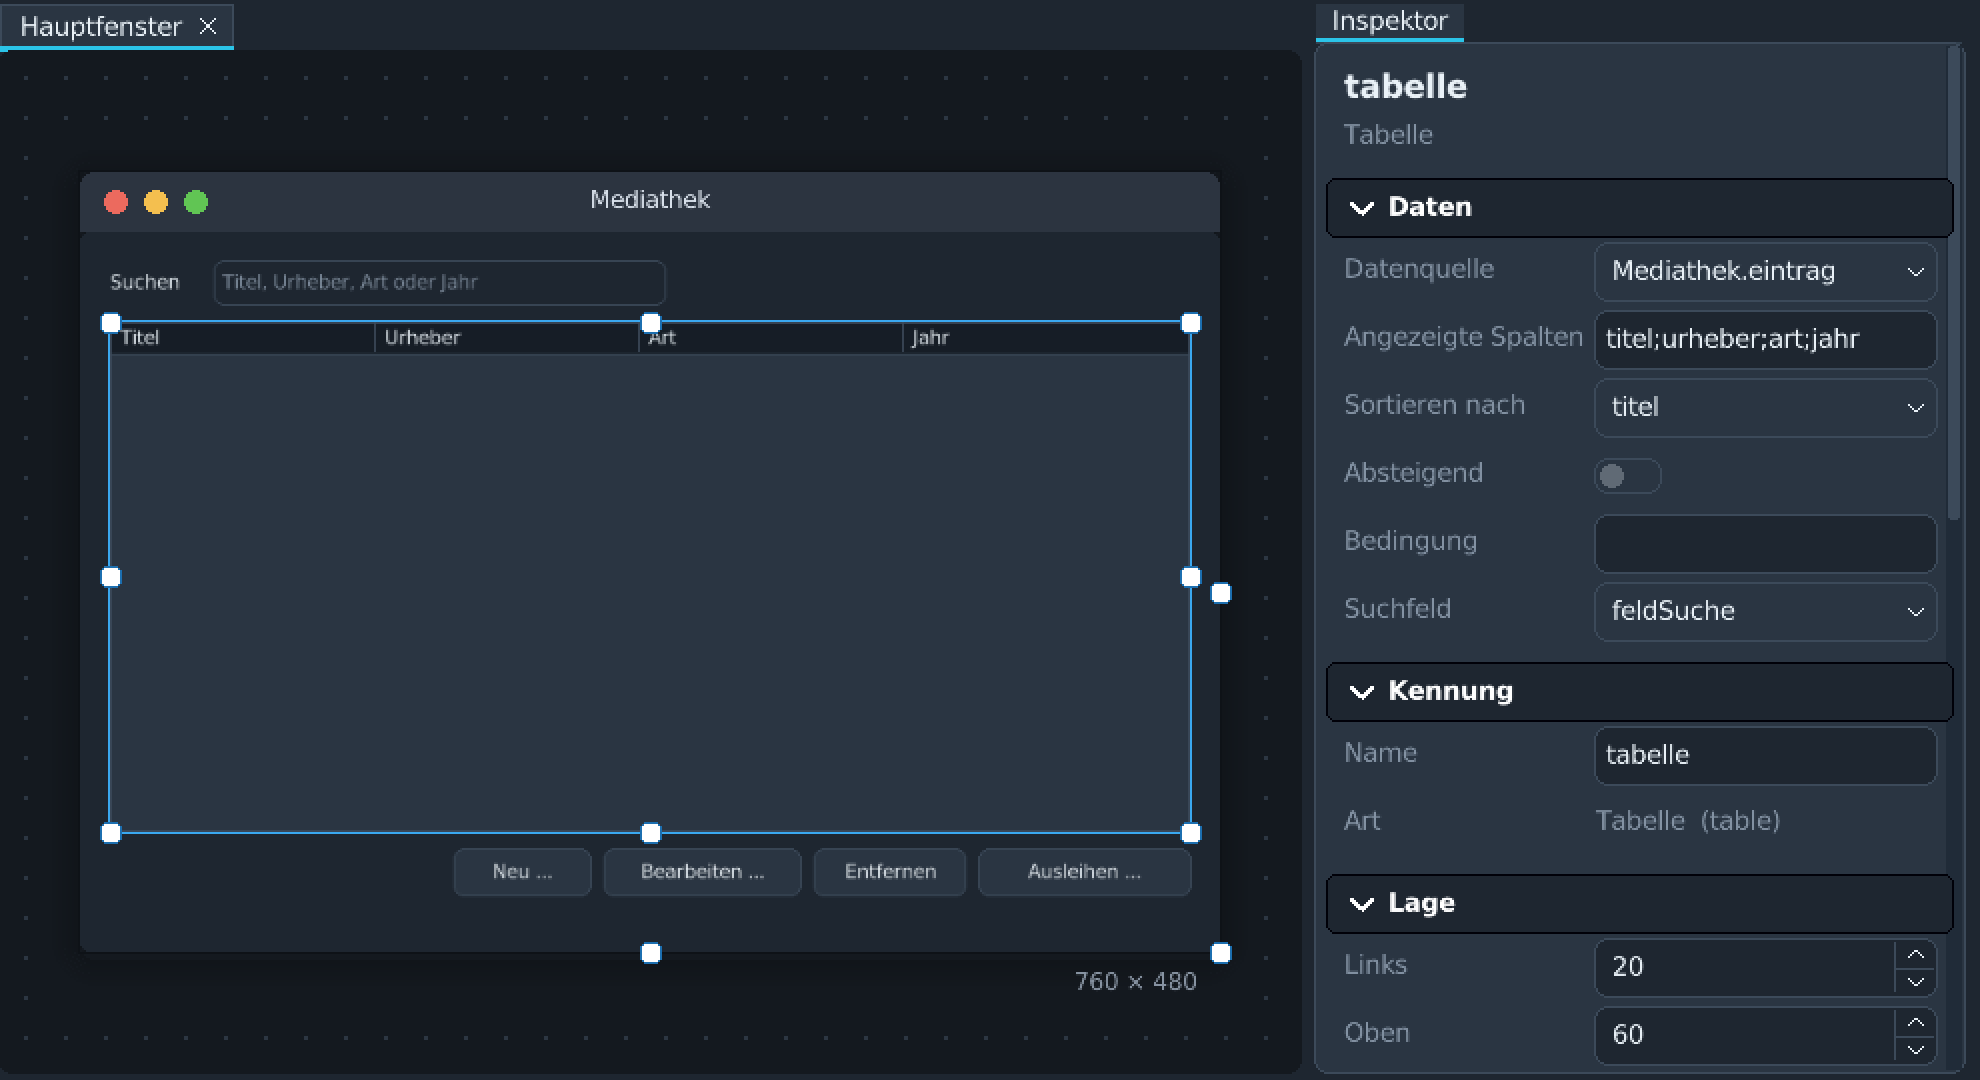 Hauptfenster
Mediathek
Suchen Titel, Urheber, Art oder Jahr
Titel Urheber Art Jahr
Neu ... Bearbeiten ... Entfernen Ausleihen ...
760 × 480
Inspektor
tabelle
Tabelle
Daten
Datenquelle Mediathek.eintrag
Angezeigte Spalten titel;urheber;art;jahr
Sortieren nach titel
Absteigend
Bedingung
Suchfeld feldSuche
Kennung
Name tabelle
Art Tabelle (table)
Lage
Links 20
Oben 60